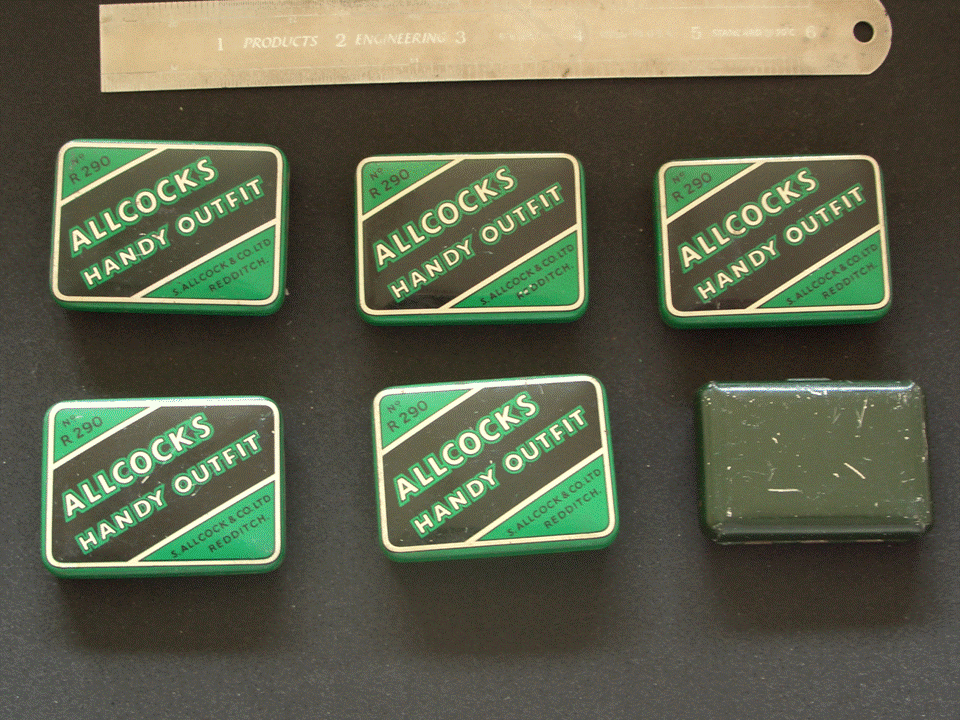 1 PRODUCTS 2 ENGINEERING 3 4 5 6
Nº
R 290
ALLCOCKS
HANDY OUTFIT
S. ALLCOCK & CO. LTD
REDDITCH.
Nº
R 290
ALLCOCKS
HANDY OUTFIT
S. ALLCOCK & CO. LTD
REDDITCH.
Nº
R 290
ALLCOCKS
HANDY OUTFIT
S. ALLCOCK & CO. LTD
REDDITCH.
Nº
R 290
ALLCOCKS
HANDY OUTFIT
S. ALLCOCK & CO. LTD
REDDITCH.
Nº
R 290
ALLCOCKS
HANDY OUTFIT
S. ALLCOCK & CO. LTD
REDDITCH.